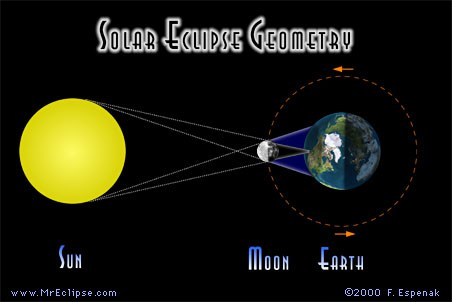 Solar Eclipse Geometry
Sun Moon Earth
www.MrEclipse.com ©2000 F. Espenak